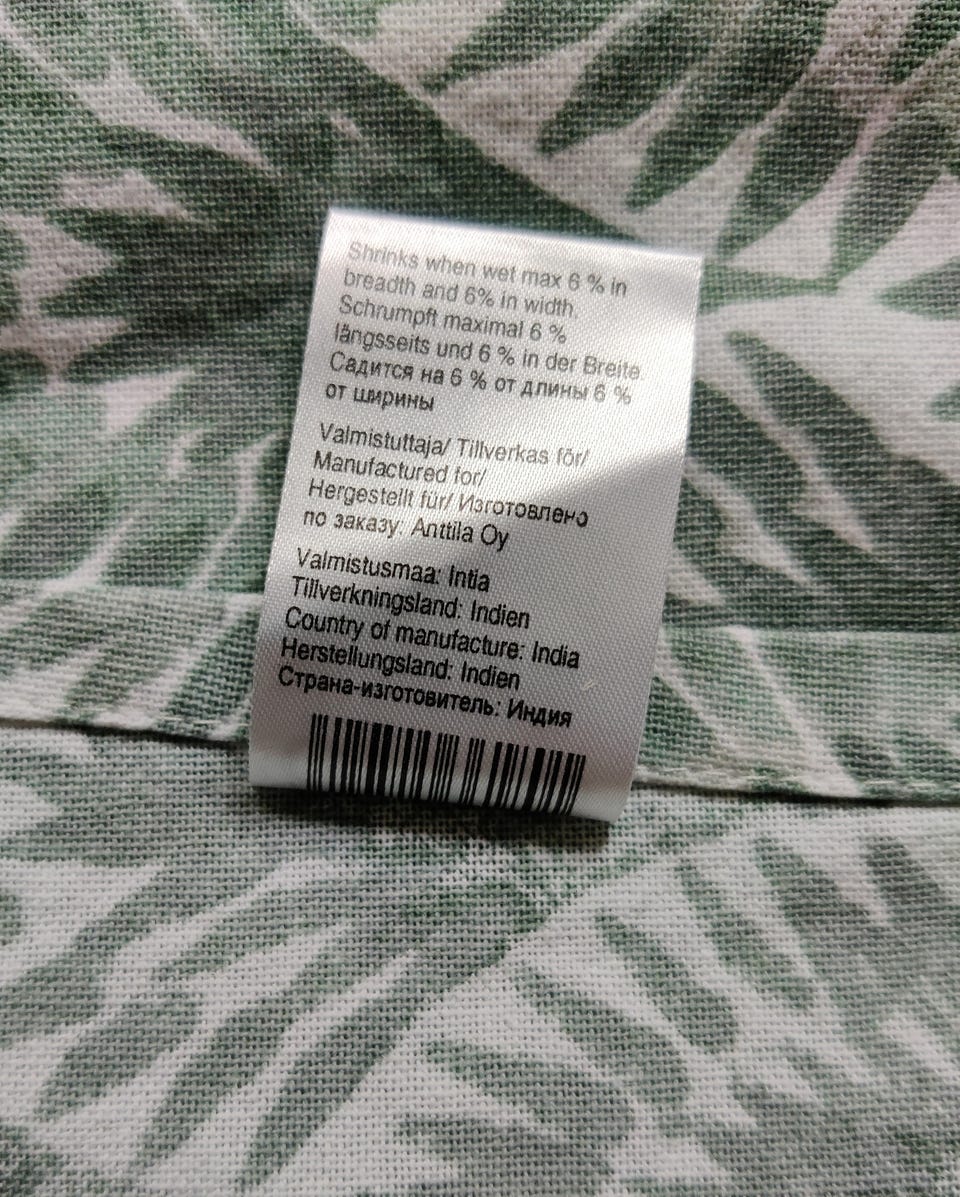 Shrinks when wet max 6 % in
breadth and 6% in width.
Schrumpft maximal 6 %
längsseits und 6 % in der Breite.
Садится на 6 % от длины 6 %
от ширины
Valmistuttaja/ Tillverkas för/
Manufactured for/
Hergestellt für/ Изготовлено
по заказу: Anttila Oy
Valmistusmaa: Intia
Tillverkningsland: Indien
Country of manufacture: India
Herstellungsland: Indien
Страна-изготовитель: Индия